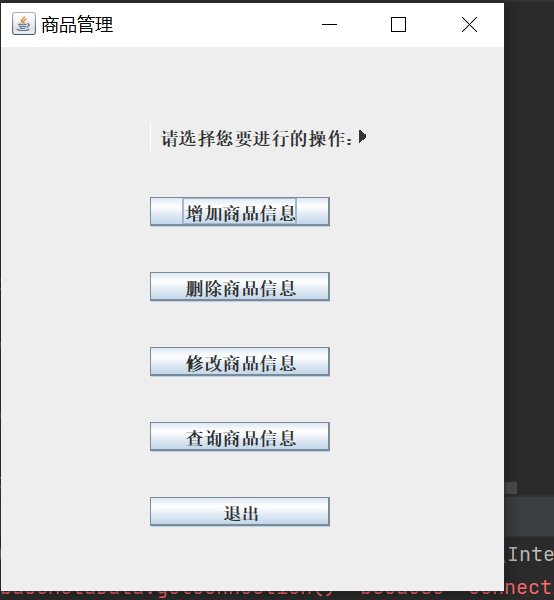 商品管理
请选择您要进行的操作:
增加商品信息
删除商品信息
修改商品信息
查询商品信息
退出
\Inte